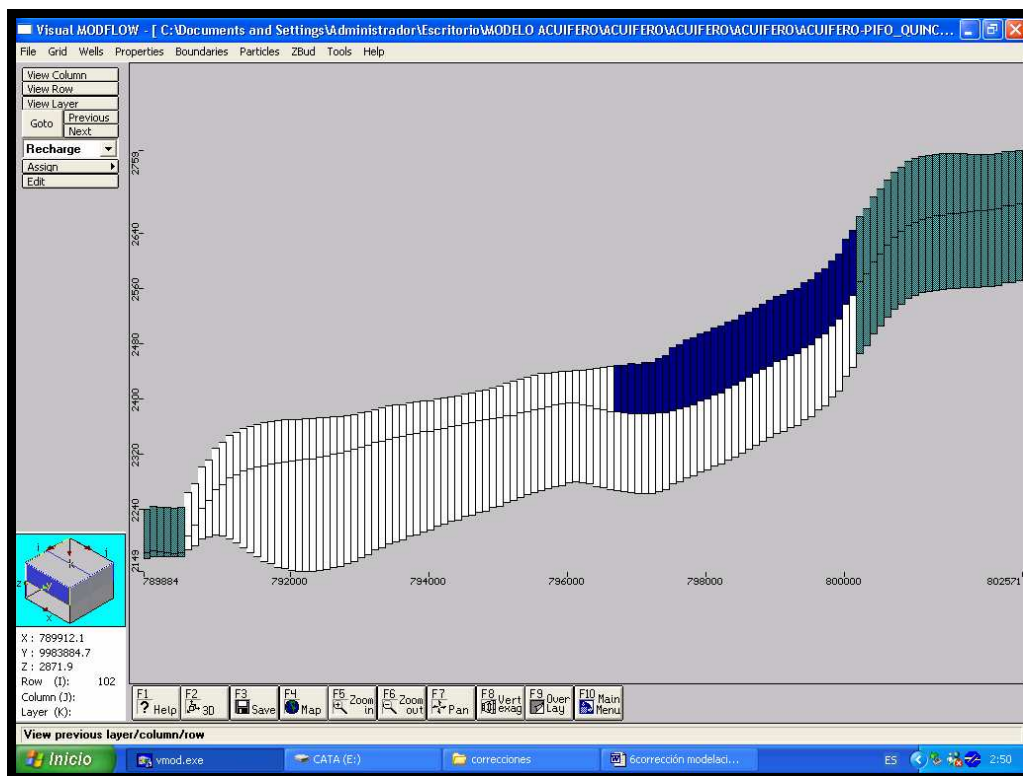 Visual MODFLOW - [ C:\Documents and Settings\Administrador\Escritorio\MODELO ACUIFERO\ACUIFERO\ACUIFERO\ACUIFERO\ACUIFERO-PIFO_QUINC...
File Grid Wells Properties Boundaries Particles ZBud Tools Help
View Column
View Row
View Layer
Goto Previous
Next
Recharge
Assign
Edit
2759
2640
2560
2480
2400
2320
2240
2149
789884 792000 794000 796000 798000 800000 802571
X : 789912.1
Y : 9983884.7
Z : 2871.9
Row (I): 102
Column (J):
Layer (K):
F1 ? Help
F2 3D
F3 Save
F4 Map
F5 Zoom in
F6 Zoom out
F7 Pan
F8 Vert exag
F9 Over Lay
F10 Main Menu
View previous layer/column/row
Inicio vmod.exe CATA (E:) correcciones 6corrección modelaci... ES 2:50